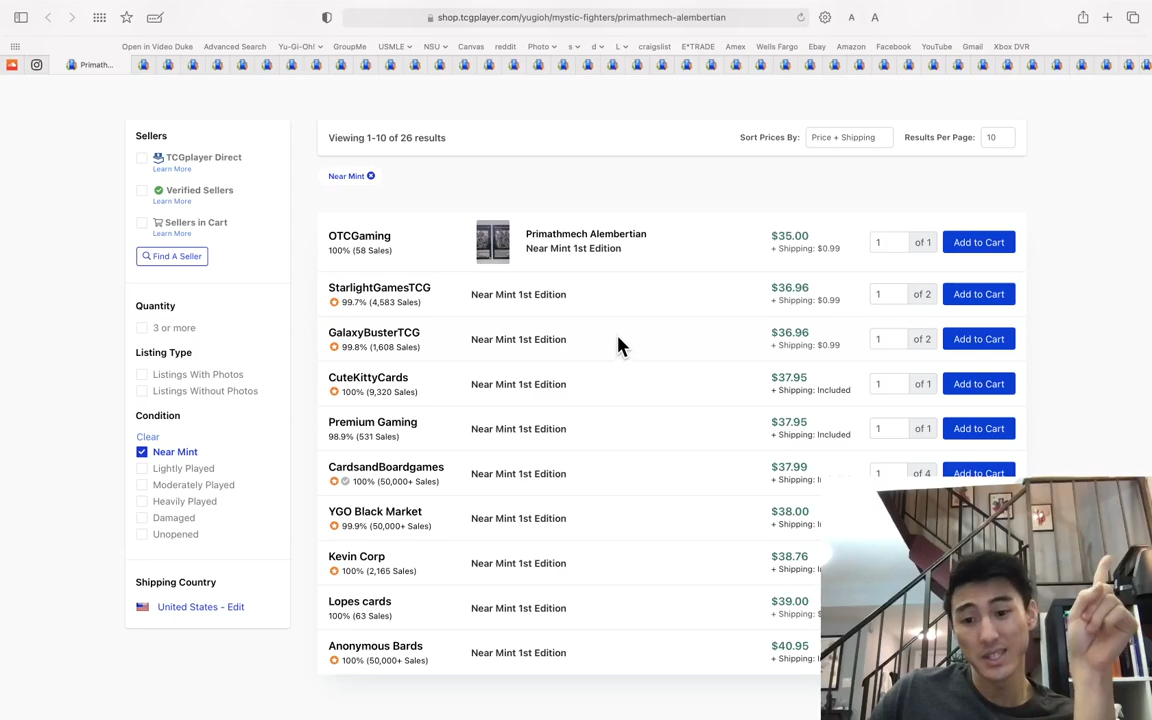 shop.tcgplayer.com/yugioh/mystic-fighters/primathmech-alembertian
A A
Open in Video Duke Advanced Search Yu-Gi-Oh! GroupMe USMLE NSU Canvas reddit Photo s d L craigslist E*TRADE Amex Wells Fargo Ebay Amazon Facebook YouTube Gmail Xbox DVR
Primath...
Sellers
TCGplayer Direct
Learn More
Verified Sellers
Learn More
Sellers in Cart
Learn More
Find A Seller
Quantity
3 or more
Listing Type
Listings With Photos
Listings Without Photos
Condition
Clear
Near Mint
Lightly Played
Moderately Played
Heavily Played
Damaged
Unopened
Shipping Country
United States - Edit
Viewing 1-10 of 26 results
Sort Prices By: Price + Shipping Results Per Page: 10
Near Mint
OTCGaming
100% (58 Sales)
Primathmech Alembertian
Near Mint 1st Edition
$35.00
+ Shipping: $0.99
1 of 1 Add to Cart
StarlightGamesTCG
99.7% (4,583 Sales)
Near Mint 1st Edition
$36.96
+ Shipping: $0.99
1 of 2 Add to Cart
GalaxyBusterTCG
99.8% (1,608 Sales)
Near Mint 1st Edition
$36.96
+ Shipping: $0.99
1 of 2 Add to Cart
CuteKittyCards
100% (9,320 Sales)
Near Mint 1st Edition
$37.95
+ Shipping: Included
1 of 1 Add to Cart
Premium Gaming
98.9% (531 Sales)
Near Mint 1st Edition
$37.95
+ Shipping: Included
1 of 1 Add to Cart
CardsandBoardgames
100% (50,000+ Sales)
Near Mint 1st Edition
$37.99
+ Shipping:
1 of 4 Add to Cart
YGO Black Market
99.9% (50,000+ Sales)
Near Mint 1st Edition
$38.00
+ Shipping:
Kevin Corp
100% (2,165 Sales)
Near Mint 1st Edition
$38.76
+ Shipping:
Lopes cards
100% (63 Sales)
Near Mint 1st Edition
$39.00
+ Shipping:
Anonymous Bards
100% (50,000+ Sales)
Near Mint 1st Edition
$40.95
+ Shipping: